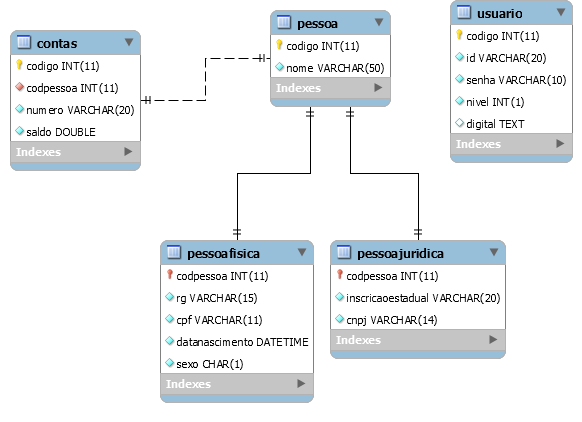 contas
codigo INT(11)
codpessoa INT(11)
numero VARCHAR(20)
saldo DOUBLE
Indexes
pessoa
codigo INT(11)
nome VARCHAR(50)
Indexes
usuario
codigo INT(11)
id VARCHAR(20)
senha VARCHAR(10)
nivel INT(1)
digital TEXT
Indexes
pessoafisica
codpessoa INT(11)
rg VARCHAR(15)
cpf VARCHAR(11)
datanascimento DATETIME
sexo CHAR(1)
Indexes
pessoajuridica
codpessoa INT(11)
inscricaoestadual VARCHAR(20)
cnpj VARCHAR(14)
Indexes